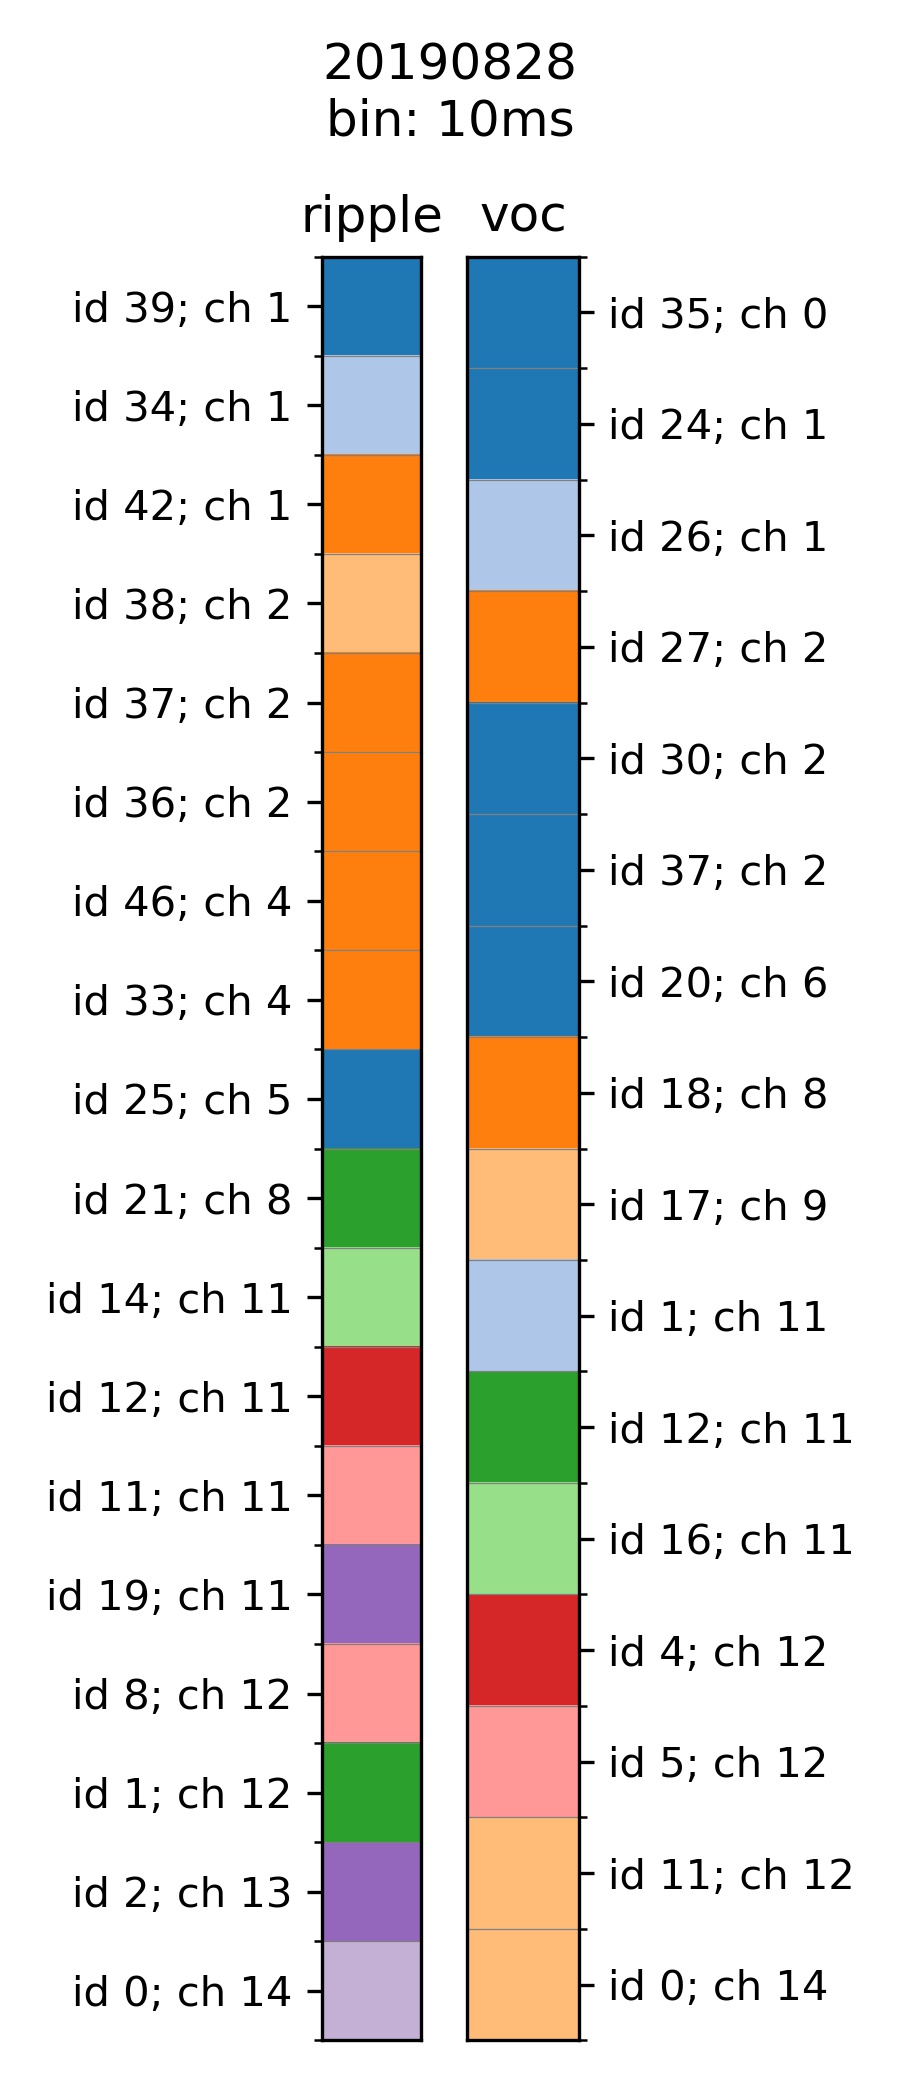 20190828
bin: 10ms
ripple voc
id 39; ch 1
id 34; ch 1
id 42; ch 1
id 38; ch 2
id 37; ch 2
id 36; ch 2
id 46; ch 4
id 33; ch 4
id 25; ch 5
id 21; ch 8
id 14; ch 11
id 12; ch 11
id 11; ch 11
id 19; ch 11
id 8; ch 12
id 1; ch 12
id 2; ch 13
id 0; ch 14
id 35; ch 0
id 24; ch 1
id 26; ch 1
id 27; ch 2
id 30; ch 2
id 37; ch 2
id 20; ch 6
id 18; ch 8
id 17; ch 9
id 1; ch 11
id 12; ch 11
id 16; ch 11
id 4; ch 12
id 5; ch 12
id 11; ch 12
id 0; ch 14